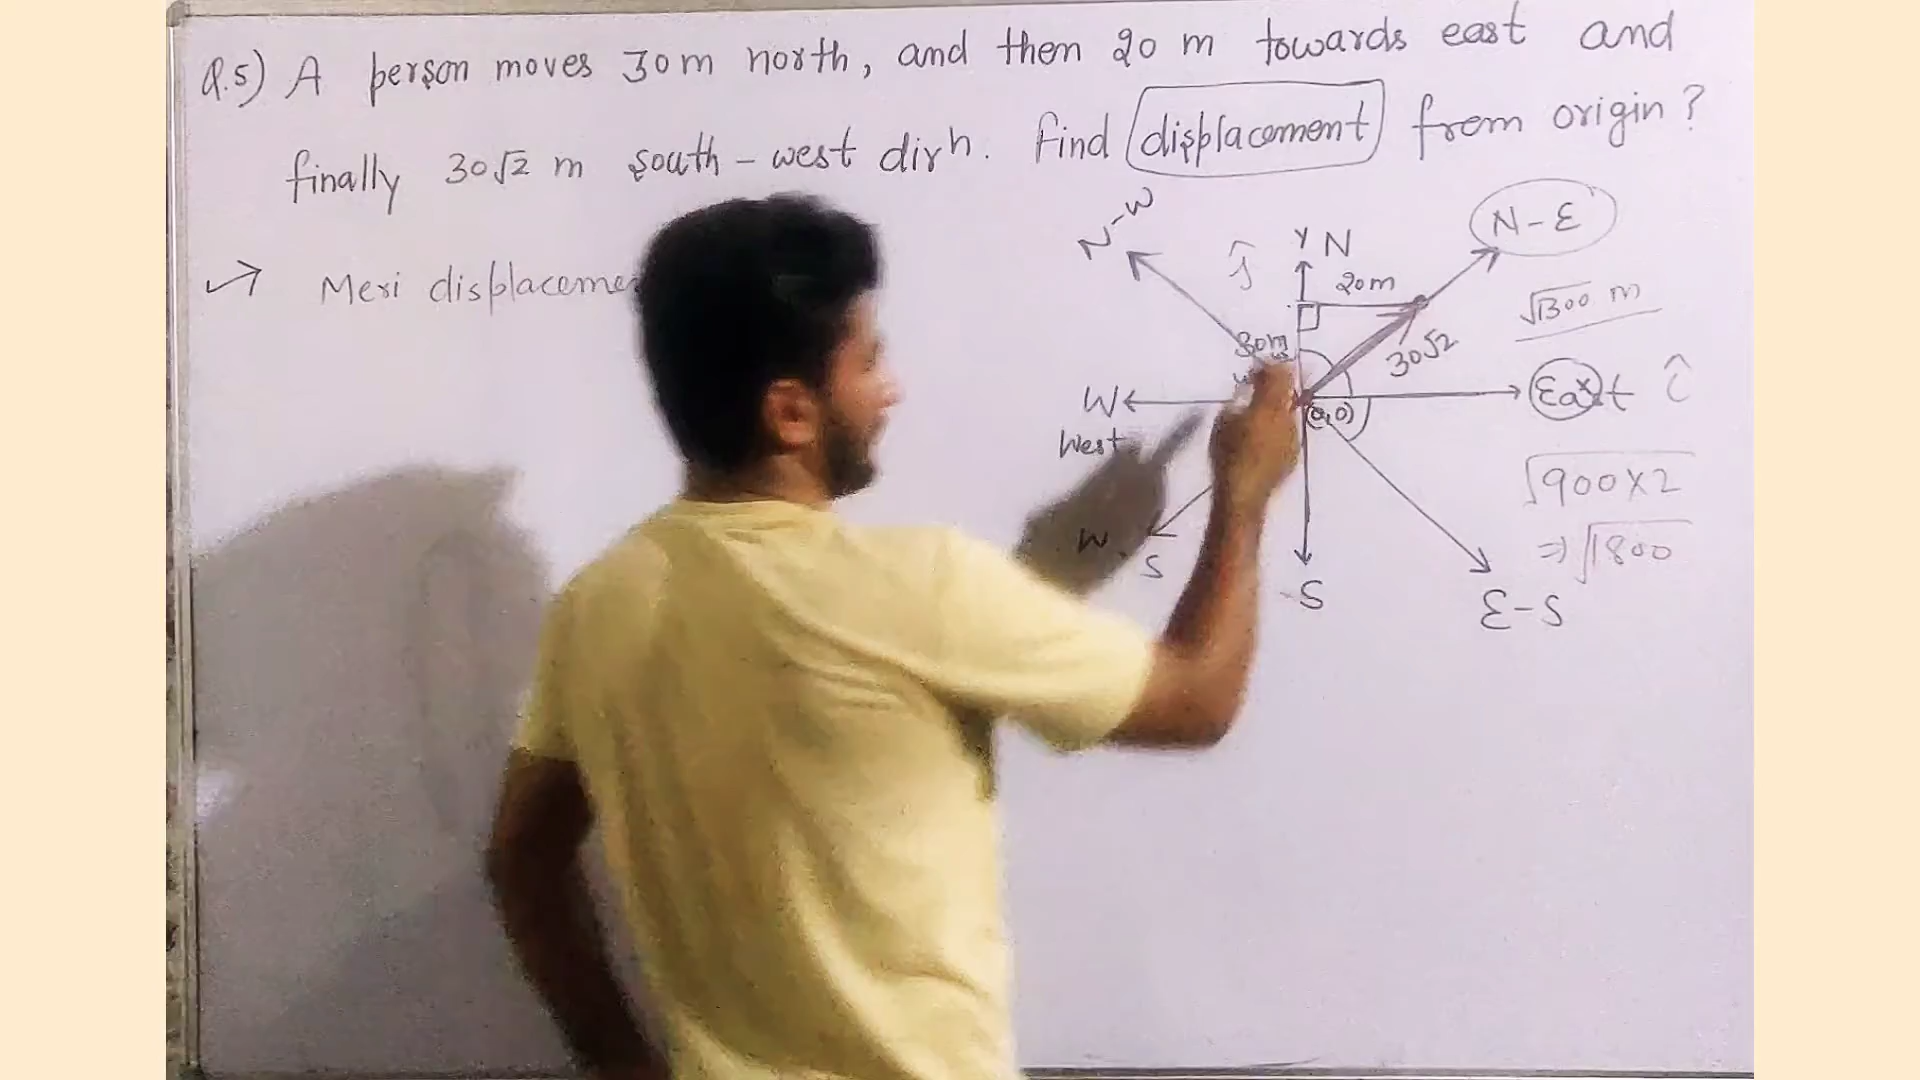 Q.5) A person moves 30m north, and then 20 m towards east and
finally 30√2 m south-west dirn. Find displacement from origin?
Meri
N-W
ĵ
Y N
N-E
20m
√1300 m
30m
30√2
W
East î
(0,0)
West
√900×2
W
S
⇒ √1800
S
E-S